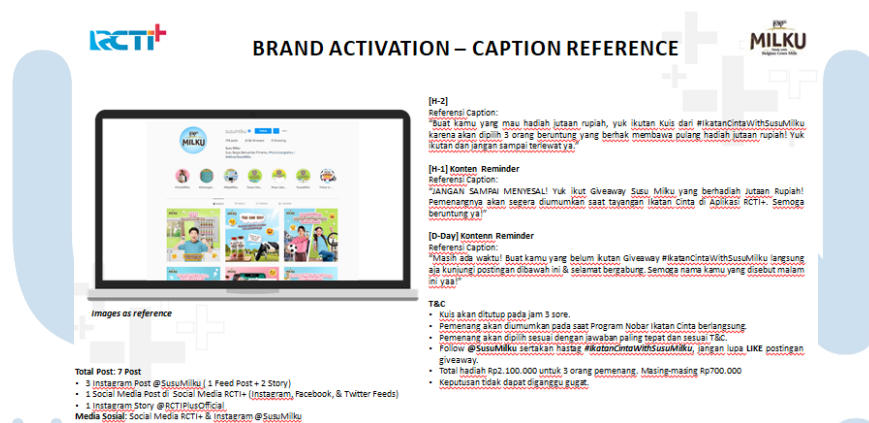 RCTI+
BRAND ACTIVATION – CAPTION REFERENCE
MILKU
susumilku
MILKU
Images as reference
Total Post: 7 Post
• 3 Instagram Post @SusuMilku ( 1 Feed Post + 2 Story)
• 1 Social Media Post di Social Media RCTI+ (Instagram, Facebook, & Twitter Feeds)
• 1 Instagram Story @RCTIPlusOfficial
Media Sosial: Social Media RCTI+ & Instagram @SusuMilku
[H-2]
Referensi Caption:
"Buat kamu yang mau hadiah jutaan rupiah, yuk ikutan Kuis dari #IkatanCintaWithSusuMilku
karena akan dipilih 3 orang beruntung yang berhak membawa pulang hadiah jutaan rupiah! Yuk
ikutan dan jangan sampai terlewat ya."
[H-1] Konten Reminder
Referensi Caption:
"JANGAN SAMPAI MENYESAL! Yuk ikut Giveaway Susu Milku yang berhadiah Jutaan Rupiah!
Pemenangnya akan segera diumumkan saat tayangan Ikatan Cinta di Aplikasi RCTI+. Semoga
beruntung ya!"
[D-Day] Kontenn Reminder
Referensi Caption:
"Masih ada waktu! Buat kamu yang belum ikutan Giveaway #IkatanCintaWithSusuMilku langsung
aja kunjungi postingan dibawah ini & selamat bergabung. Semoga nama kamu yang disebut malam
ini yaa!"
T&C
• Kuis akan ditutup pada jam 3 sore.
• Pemenang akan diumumkan pada saat Program Nobar Ikatan Cinta berlangsung.
• Pemenang akan dipilih sesuai dengan jawaban paling tepat dan sesuai T&C.
• Follow @SusuMilku sertakan hastag #IkatanCintaWithSusuMilku, jangan lupa LIKE postingan
giveaway.
• Total hadiah Rp2.100.000 untuk 3 orang pemenang. Masing-masing Rp700.000
• Keputusan tidak dapat diganggu gugat.